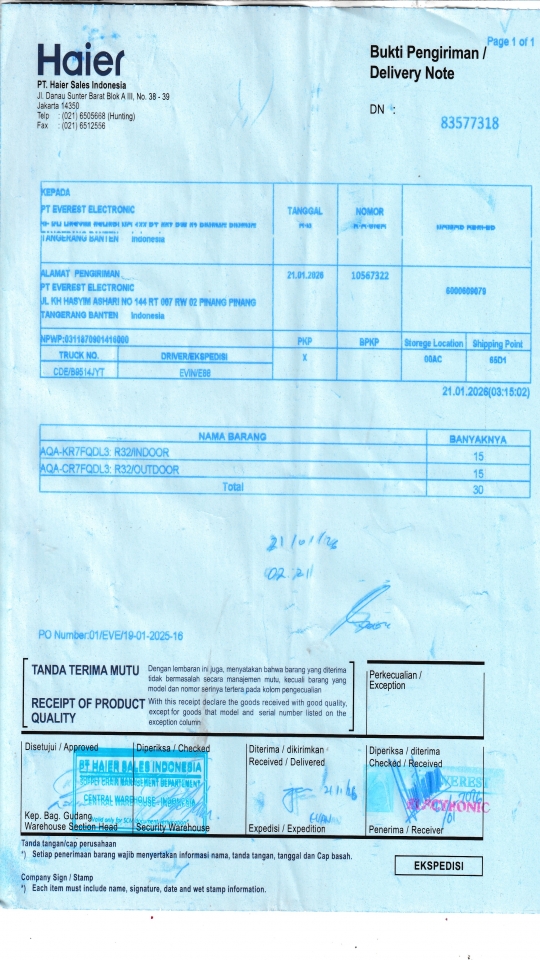 Page 1 of 1
Haier
PT. Haier Sales Indonesia
Jl. Danau Sunter Barat Blok A III, No. 38 - 39
Jakarta 14350
Telp : (021) 6505668 (Hunting)
Fax : (021) 6512556
Bukti Pengiriman /
Delivery Note
DN :
83577318
KEPADA
PT EVEREST ELECTRONIC
TANGERANG BANTEN Indonesia
TANGGAL
NOMOR
ALAMAT PENGIRIMAN
PT EVEREST ELECTRONIC
JL KH HASYIM ASHARI NO 144 RT 007 RW 02 PINANG PINANG
TANGERANG BANTEN Indonesia
21.01.2026
10567322
NPWP:0311870901416000
PKP
BPKP
Storege Location
Shipping Point
TRUCK NO.
DRIVER/EKSPEDISI
X
00AC
65D1
CDE/B9514JYT
EVIN/E88
21.01.2026(03:15:02)
NAMA BARANG
BANYAKNYA
AQA-KR7FQDL3: R32/INDOOR
15
AQA-CR7FQDL3: R32/OUTDOOR
15
Total
30
21/01/26
PO Number:01/EVE/19-01-2025-16
TANDA TERIMA MUTU
Dengan lembaran ini juga, menyatakan bahwa barang yang diterima
tidak bermasalah secara manajemen mutu, kecuali barang yang
model dan nomor serinya tertera pada kolom pengecualian
RECEIPT OF PRODUCT
QUALITY
With this receipt declare the goods received with good quality,
except for goods that model and serial number listed on the
exception column
Perkecualian /
Exception
Disetujui / Approved
Diperiksa / Checked
Diterima / dikirimkan
Received / Delivered
Diperiksa / diterima
Checked / Received
PT HAIER SALES INDONESIA
SUPPLY CHAIN MANAGEMENT DEPARTEMENT
CENTRAL WAREHOUSE - INDONESIA
EVEREST
ELECTRONIC
Kep. Bag. Gudang
Warehouse Section Head
Security Warehouse
Expedisi / Expedition
Penerima / Receiver
Tanda tangan/cap perusahaan
*) Setiap penerimaan barang wajib menyertakan informasi nama, tanda tangan, tanggal dan Cap basah.
EKSPEDISI
Company Sign / Stamp
*) Each item must include name, signature, date and wet stamp information.